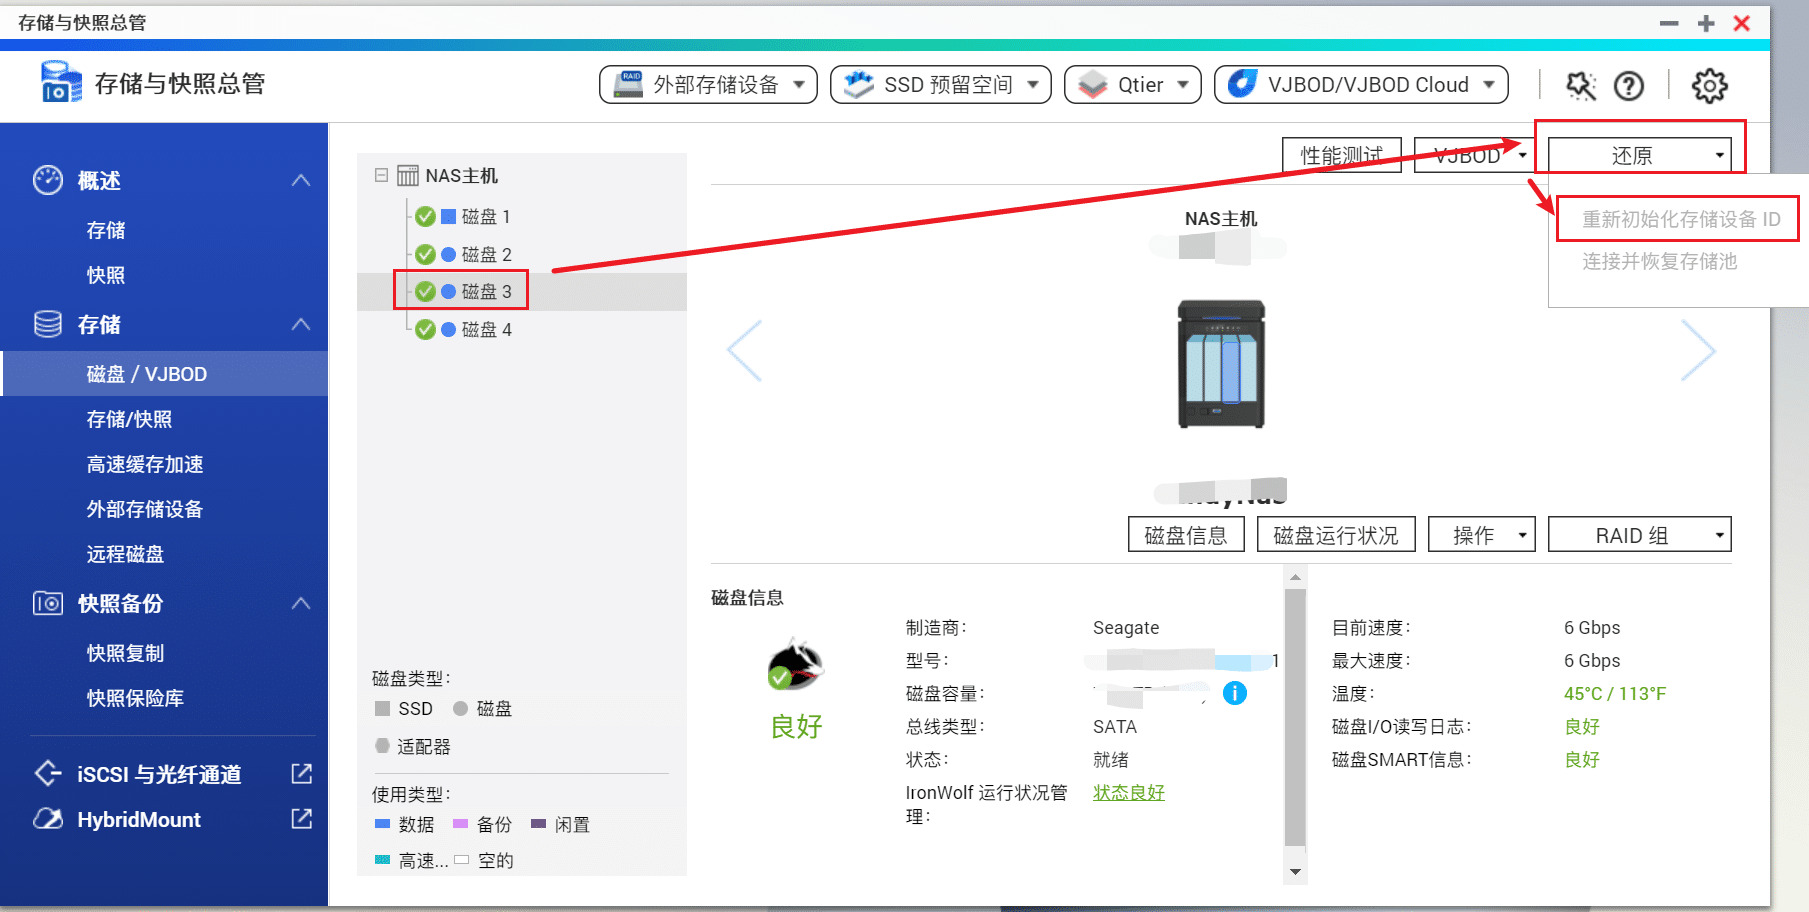 存储与快照总管
存储与快照总管
RAID 外部存储设备
SSD 预留空间
Qtier
VJBOD/VJBOD Cloud
概述
存储
快照
存储
磁盘 / VJBOD
存储/快照
高速缓存加速
外部存储设备
远程磁盘
快照备份
快照复制
快照保险库
iSCSI 与光纤通道
HybridMount
NAS主机
磁盘 1
磁盘 2
磁盘 3
磁盘 4
磁盘类型：
SSD 磁盘
适配器
使用类型：
数据 备份 闲置
高速... 空的
性能测试
VJBOD
还原
重新初始化存储设备 ID
连接并恢复存储池
NAS主机
磁盘信息
磁盘运行状况
操作
RAID 组
磁盘信息
良好
制造商： Seagate
型号： 1
磁盘容量：
总线类型： SATA
状态： 就绪
IronWolf 运行状况管理： 状态良好
目前速度： 6 Gbps
最大速度： 6 Gbps
温度： 45°C / 113°F
磁盘I/O读写日志： 良好
磁盘SMART信息： 良好